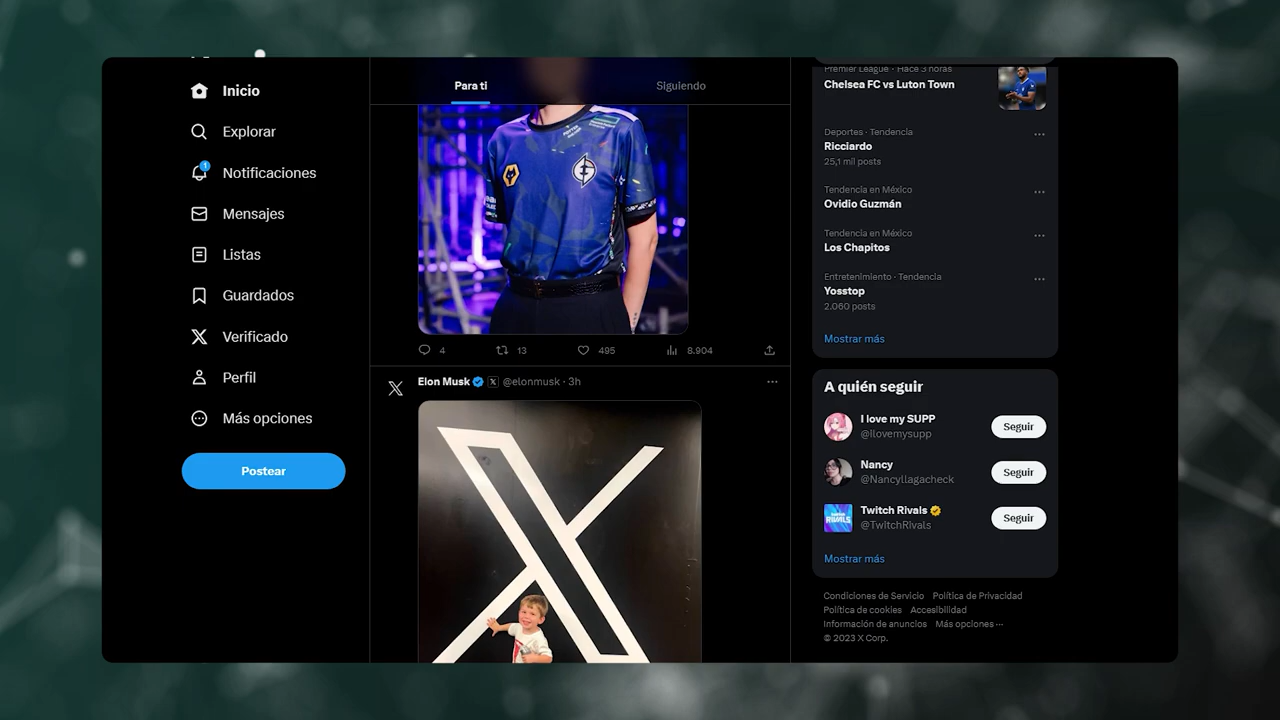 Inicio
Explorar
1
Notificaciones
Mensajes
Listas
Guardados
Verificado
Perfil
Más opciones
Postear
Para ti
Siguiendo
4
13
495
8.904
Elon Musk @elonmusk · 3h
Premier League · Hace 3 horas
Chelsea FC vs Luton Town
Deportes · Tendencia
Ricciardo
25,1 mil posts
Tendencia en México
Ovidio Guzmán
Tendencia en México
Los Chapitos
Entretenimiento · Tendencia
Yosstop
2.060 posts
Mostrar más
A quién seguir
I love my SUPP
@ilovemysupp
Seguir
Nancy
@Nancyllagacheck
Seguir
Twitch Rivals
@TwitchRivals
Seguir
RIVALS
Mostrar más
Condiciones de Servicio Política de Privacidad
Política de cookies Accesibilidad
Información de anuncios Más opciones ···
© 2023 X Corp.